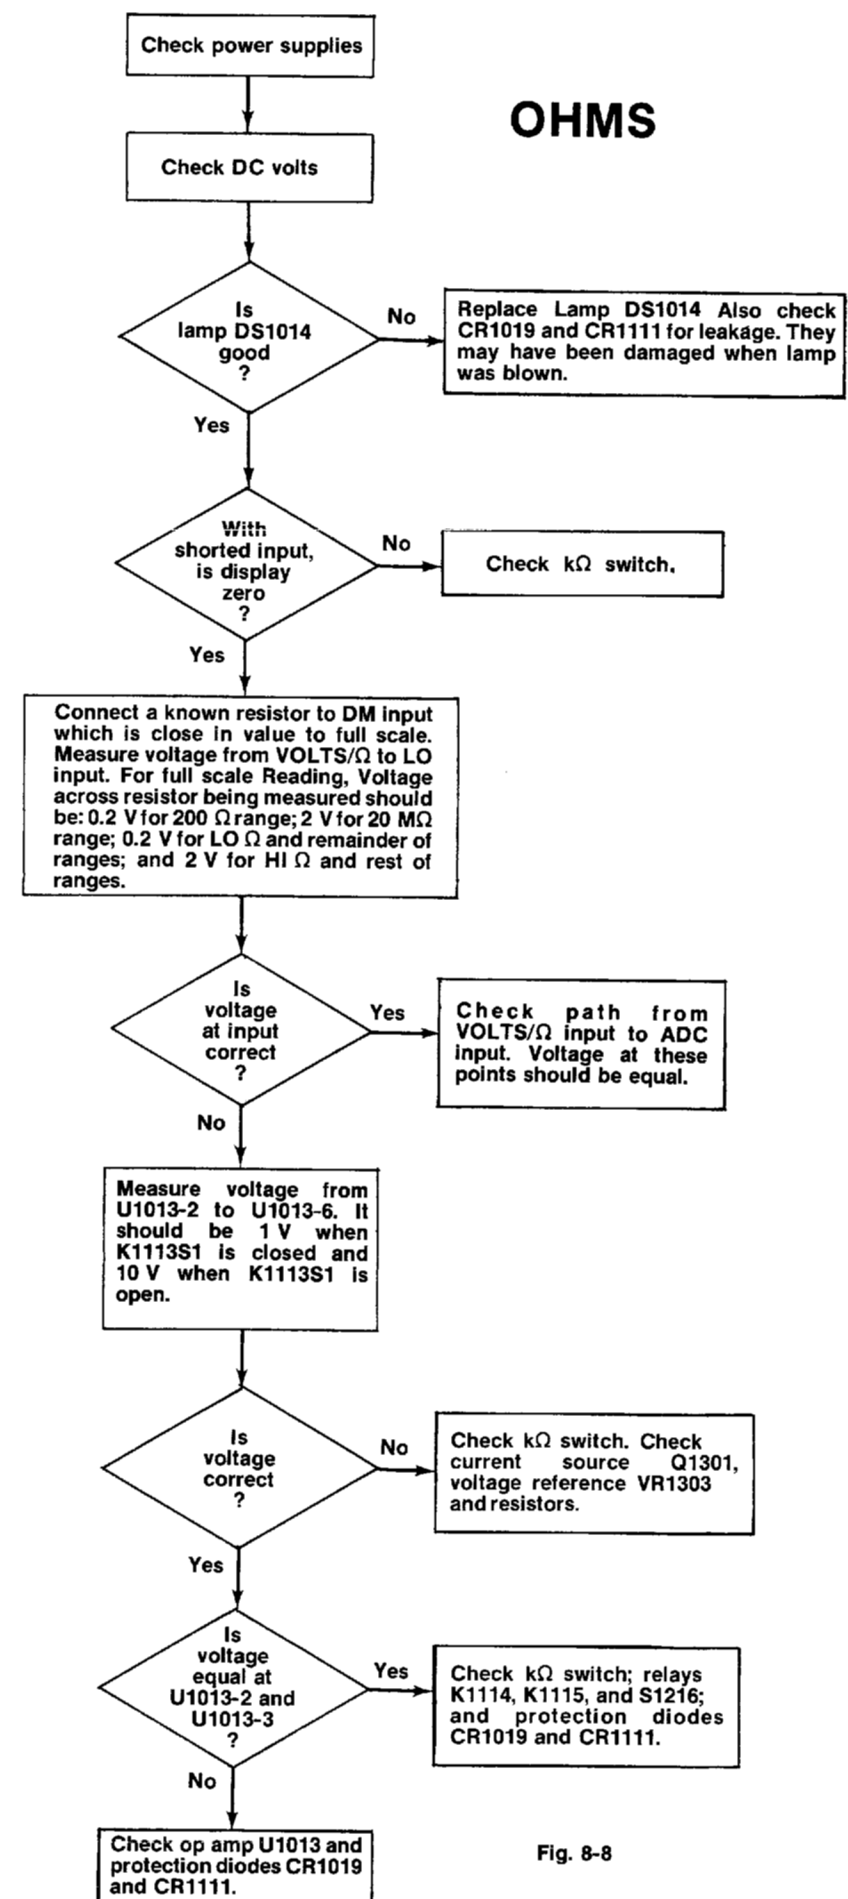 Check power supplies
OHMS
Check DC volts
Is
lamp DS1014
good
?
No
Replace Lamp DS1014 Also check
CR1019 and CR1111 for leakage. They
may have been damaged when lamp
was blown.
Yes
With
shorted input,
is display
zero
?
No
Check kΩ switch.
Yes
Connect a known resistor to DM input
which is close in value to full scale.
Measure voltage from VOLTS/Ω to LO
input. For full scale Reading, Voltage
across resistor being measured should
be: 0.2 V for 200 Ω range; 2 V for 20 MΩ
range; 0.2 V for LO Ω and remainder of
ranges; and 2 V for HI Ω and rest of
ranges.
Is
voltage
at input
correct
?
Yes
Check path from
VOLTS/Ω input to ADC
input. Voltage at these
points should be equal.
No
Measure voltage from
U1013-2 to U1013-6. It
should be 1 V when
K1113S1 is closed and
10 V when K1113S1 is
open.
Is
voltage
correct
?
No
Check kΩ switch. Check
current source Q1301,
voltage reference VR1303
and resistors.
Yes
Is
voltage
equal at
U1013-2 and
U1013-3
?
Yes
Check kΩ switch; relays
K1114, K1115, and S1216;
and protection diodes
CR1019 and CR1111.
No
Check op amp U1013 and
protection diodes CR1019
and CR1111.
Fig. 8-8